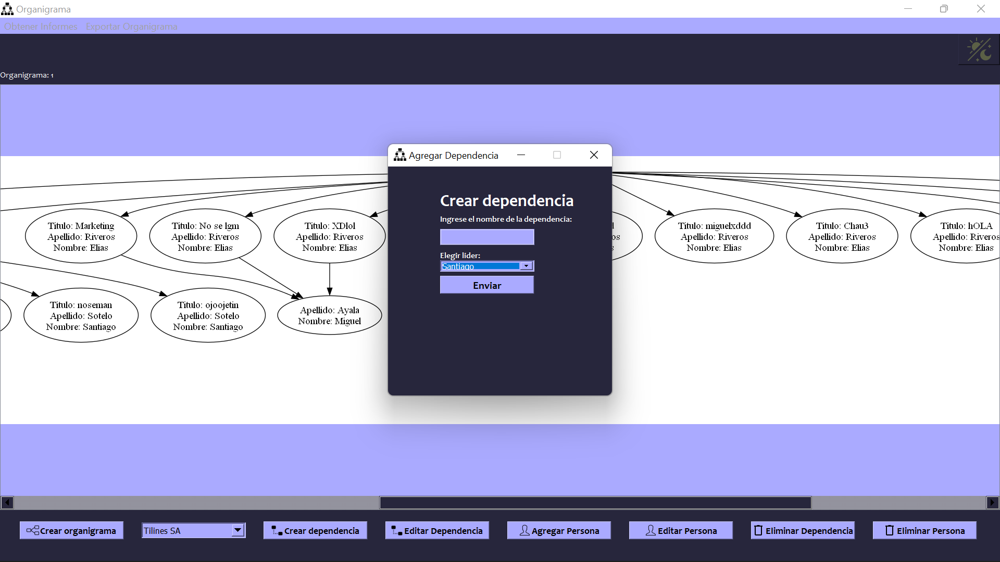 Organigrama
Obtener Informes Exportar Organigrama
Organigrama: 1
Agregar Dependencia
Crear dependencia
Ingrese el nombre de la dependencia:
Elegir lider:
Santiago
Enviar
Titulo: Marketing
Apellido: Riveros
Nombre: Elias
Titulo: No se lgm
Apellido: Riveros
Nombre: Elias
Titulo: XDlol
Apellido: Riveros
Nombre: Elias
Titulo: miguelxddd
Apellido: Riveros
Nombre: Elias
Titulo: Chau3
Apellido: Riveros
Nombre: Elias
Titulo: hOLA
Apellido: Riveros
Nombre: Elias
Titulo: noseman
Apellido: Sotelo
Nombre: Santiago
Titulo: ojoojetin
Apellido: Sotelo
Nombre: Santiago
Apellido: Ayala
Nombre: Miguel
Crear organigrama
Tilines SA
Crear dependencia
Editar Dependencia
Agregar Persona
Editar Persona
Eliminar Dependencia
Eliminar Persona